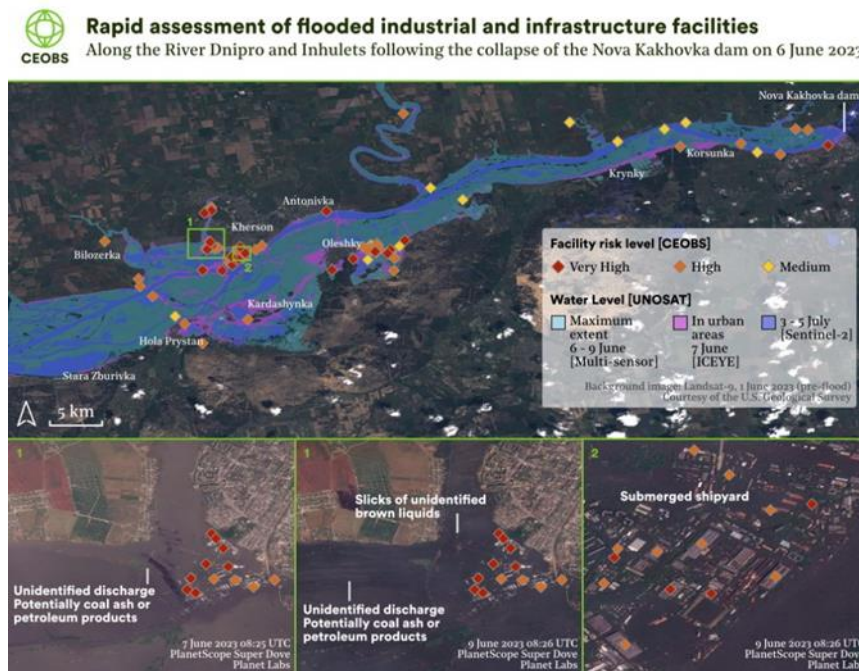 CEOBS
Rapid assessment of flooded industrial and infrastructure facilities
Along the River Dnipro and Inhulets following the collapse of the Nova Kakhovka dam on 6 June 2023
Nova Kakhovka dam
Korsunka
Krynky
Antonivka
1
Kherson
Bilozerka
2
Oleshky
Kardashynka
Hola Prystan
Stara Zburivka
5 km
Facility risk level [CEOBS]
Very High
High
Medium
Water Level [UNOSAT]
Maximum
extent
6 - 9 June
[Multi-sensor]
In urban
areas
7 June
[ICEYE]
3 - 5 July
[Sentinel-2]
Background image: Landsat-9, 1 June 2023 (pre-flood)
Courtesy of the U.S. Geological Survey
1
Unidentified discharge
Potentially coal ash or
petroleum products
7 June 2023 08:25 UTC
PlanetScope Super Dove
Planet Labs
1
Slicks of unidentified
brown liquids
Unidentified discharge
Potentially coal ash or
petroleum products
9 June 2023 08:26 UTC
PlanetScope Super Dove
Planet Labs
2
Submerged shipyard
9 June 2023 08:26 UTC
PlanetScope Super Dove
Planet Labs